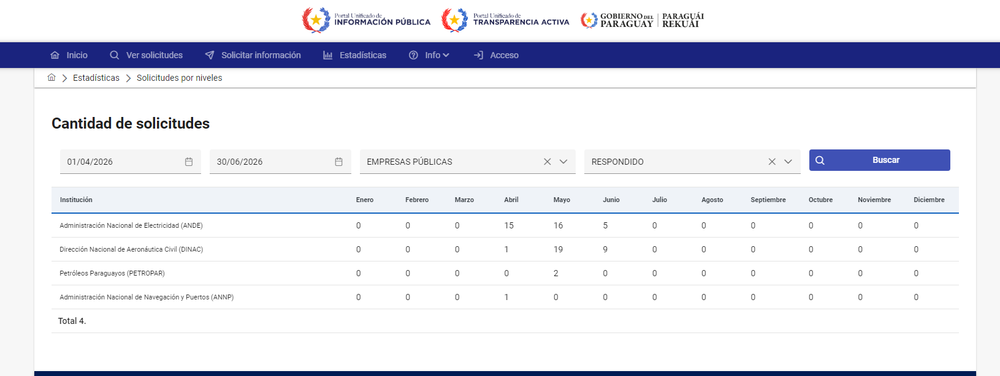 Portal Unificado de
INFORMACIÓN PÚBLICA
Portal Unificado de
TRANSPARENCIA ACTIVA
GOBIERNO DEL PARAGUAY | PARAGUÁI REKUÁI
Inicio Ver solicitudes Solicitar información Estadísticas Info Acceso
Estadísticas Solicitudes por niveles
Cantidad de solicitudes
01/04/2026 30/06/2026 EMPRESAS PÚBLICAS RESPONDIDO Buscar
Institución Enero Febrero Marzo Abril Mayo Junio Julio Agosto Septiembre Octubre Noviembre Diciembre
Administración Nacional de Electricidad (ANDE) 0 0 0 15 16 5 0 0 0 0 0 0
Dirección Nacional de Aeronáutica Civil (DINAC) 0 0 0 1 19 9 0 0 0 0 0 0
Petróleos Paraguayos (PETROPAR) 0 0 0 0 2 0 0 0 0 0 0 0
Administración Nacional de Navegación y Puertos (ANNP) 0 0 0 1 0 0 0 0 0 0 0 0
Total 4.